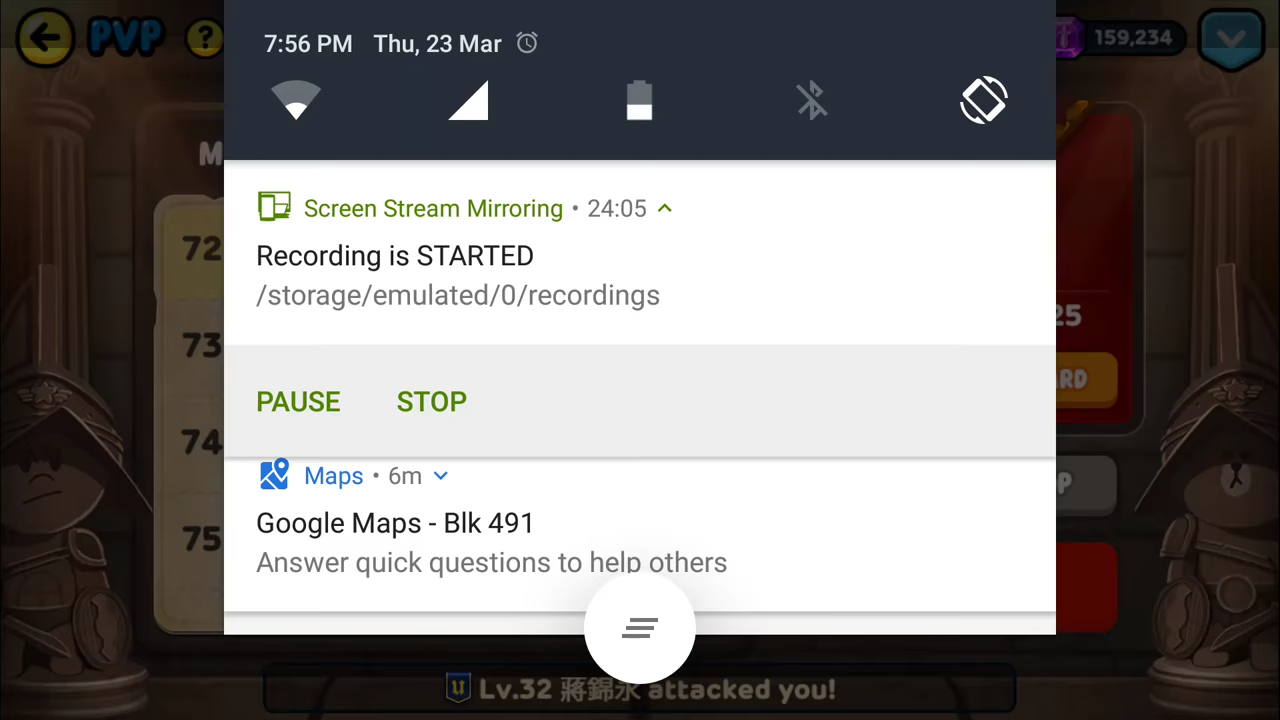 PVP ?
159,234
7:56 PM Thu, 23 Mar
M
72
73
74
75
25
RD
P
Screen Stream Mirroring • 24:05
Recording is STARTED
/storage/emulated/0/recordings
PAUSE STOP
Maps • 6m
Google Maps - Blk 491
Answer quick questions to help others
Lv.32 蔣錦永 attacked you!